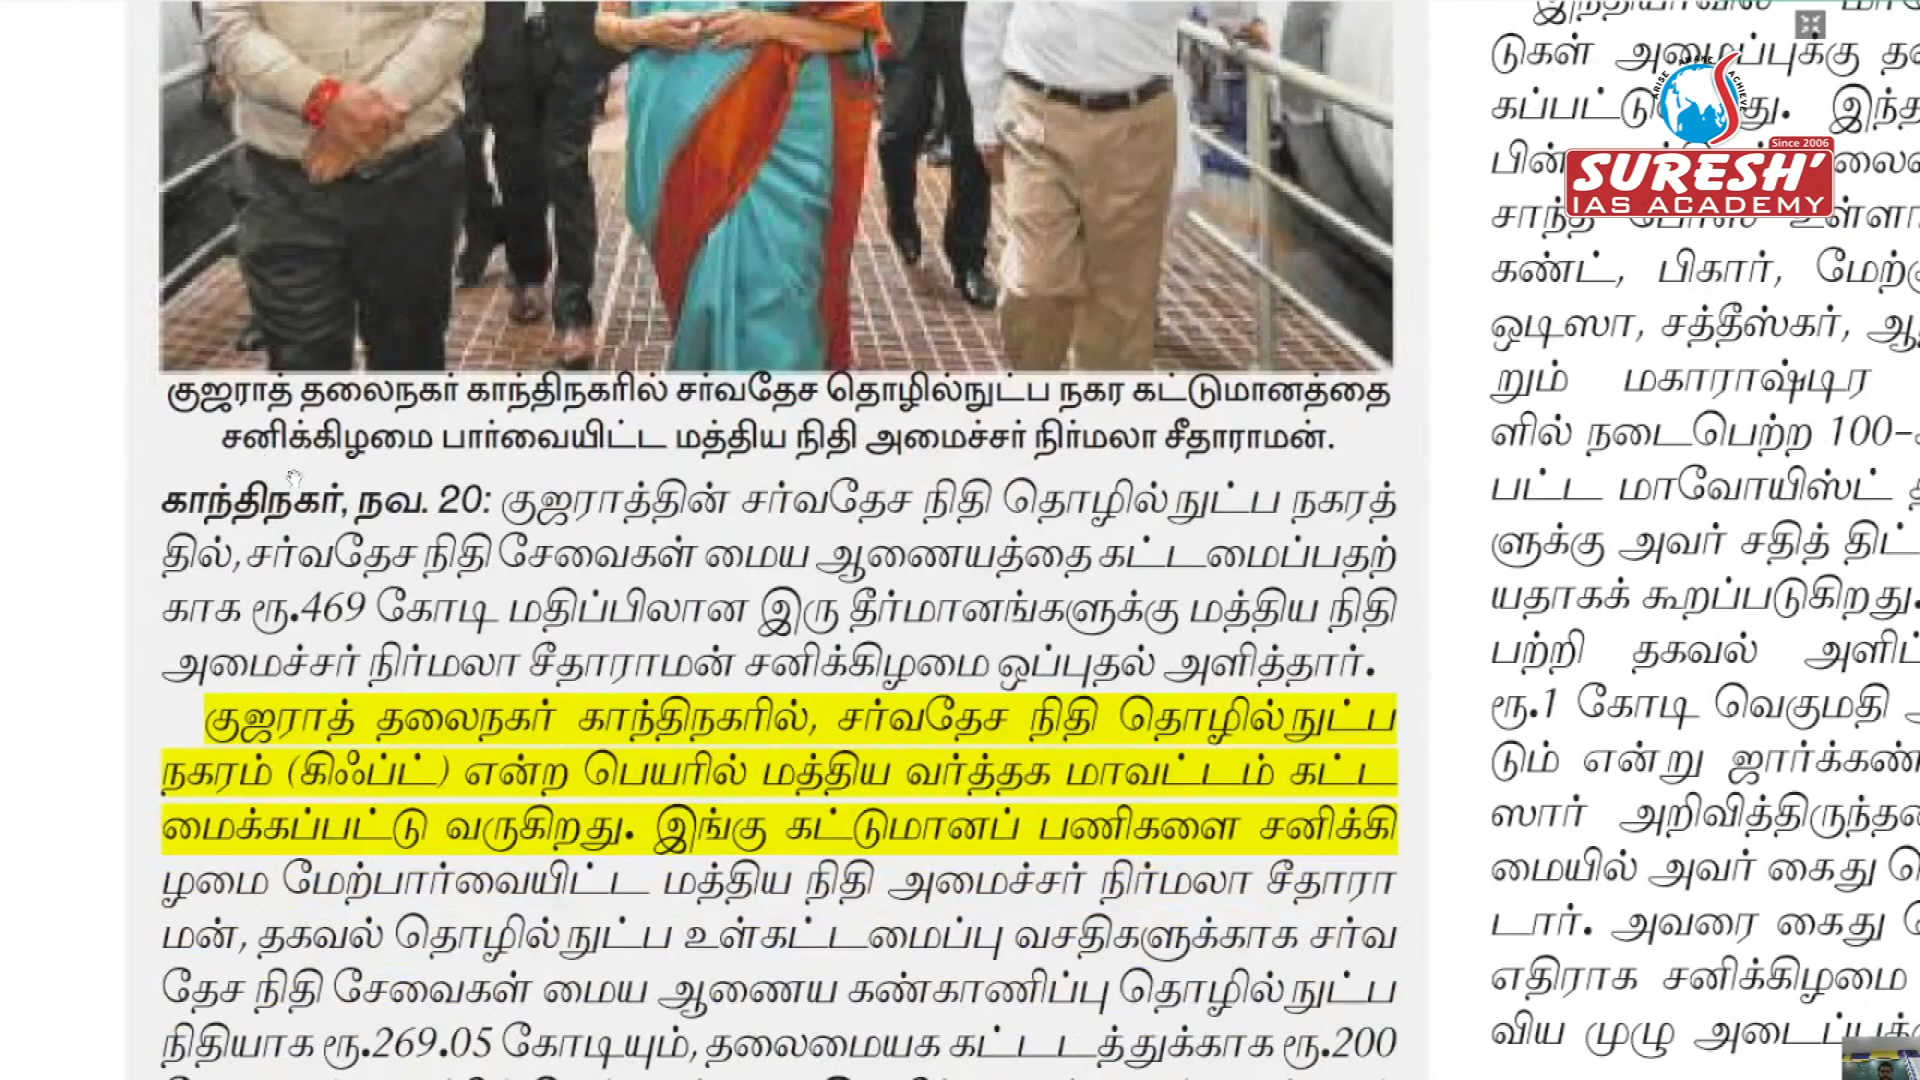 குஜராத் தலைநகர் காந்திநகரில் சர்வதேச தொழில்நுட்ப நகர கட்டுமானத்தை
சனிக்கிழமை பார்வையிட்ட மத்திய நிதி அமைச்சர் நிர்மலா சீதாராமன்.
காந்திநகர், நவ. 20: குஜராத்தின் சர்வதேச நிதி தொழில்நுட்ப நகரத்
தில், சர்வதேச நிதி சேவைகள் மைய ஆணையத்தை கட்டமைப்பதற்
காக ரூ.469 கோடி மதிப்பிலான இரு தீர்மானங்களுக்கு மத்திய நிதி
அமைச்சர் நிர்மலா சீதாராமன் சனிக்கிழமை ஒப்புதல் அளித்தார்.
குஜராத் தலைநகர் காந்திநகரில், சர்வதேச நிதி தொழில்நுட்ப
நகரம் (கிஃப்ட்) என்ற பெயரில் மத்திய வர்த்தக மாவட்டம் கட்ட
மைக்கப்பட்டு வருகிறது. இங்கு கட்டுமானப் பணிகளை சனிக்கி
ழமை மேற்பார்வையிட்ட மத்திய நிதி அமைச்சர் நிர்மலா சீதாரா
மன், தகவல் தொழில்நுட்ப உள்கட்டமைப்பு வசதிகளுக்காக சர்வ
தேச நிதி சேவைகள் மைய ஆணைய கண்காணிப்பு தொழில்நுட்ப
நிதியாக ரூ.269.05 கோடியும், தலைமையக கட்டடத்துக்காக ரூ.200
டுகள் அமைப்புக்கு
இந்த
பின்
சாந்த
கண்ட், பிகார்,
ஒடிஸா, சத்தீஸ்கர்,
றும் மகாராஷ்டிர
ளில் நடைபெற்ற 100-
பட்ட மாவோயிஸ்ட்
ளுக்கு அவர் சதித்
யதாகக் கூறப்படுகிறது.
பற்றி தகவல்
ரூ.1 கோடி வெகுமதி
டும் என்று
ஸார்
மையில் அவர் கைது
டார். அவரை கைது
எதிராக சனிக்கிழமை
விய முழு
ARISE AWAKE ACHIEVE
Since 2006
SURESH'
IAS ACADEMY